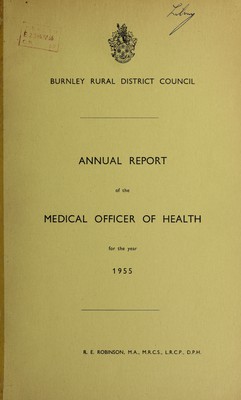 BURNLEY RURAL DISTRICT COUNCIL
ANNUAL REPORT
of the
MEDICAL OFFICER OF HEALTH
for the year
1955
B. E. ROBINSON, M.A., M.R.C.S., L.R.C.P., D.P.H.